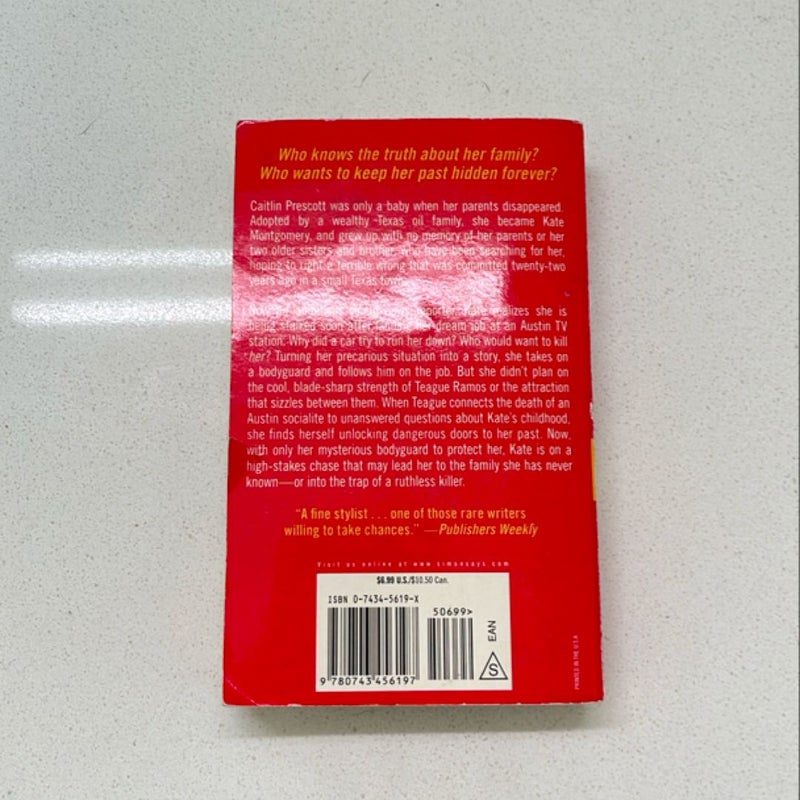 Who knows the truth about her family?
Who wants to keep her past hidden forever?
Caitlin Prescott was only a baby when her parents disappeared.
Adopted by a wealthy Texas oil family, she became Kate
Montgomery, and grew up with no memory of her parents or her
two older sisters and brother, who have been searching for her,
hoping to right a terrible wrong that was committed twenty-two
years ago in a small Texas town.
realizes she is
being stalked soon after landing her dream job at an Austin TV
station. Why did a car try to run her down? Who would want to kill
her? Turning her precarious situation into a story, she takes on
a bodyguard and follows him on the job. But she didn't plan on
the cool, blade-sharp strength of Teague Ramos or the attraction
that sizzles between them. When Teague connects the death of an
Austin socialite to unanswered questions about Kate's childhood,
she finds herself unlocking dangerous doors to her past. Now,
with only her mysterious bodyguard to protect her, Kate is on a
high-stakes chase that may lead her to the family she has never
known—or into the trap of a ruthless killer.
"A fine stylist . . . one of those rare writers
willing to take chances." —Publishers Weekly
Visit us online at www.simonsays.com
$6.99 U.S./$10.50 Can.
ISBN 0-7434-5619-X
50699>
EAN
S
9 780743 456197
PRINTED IN THE U.S.A.